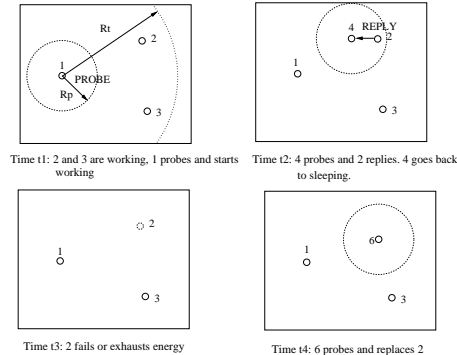 Rt
2
1
PROBE
Rp
3
Time t1: 2 and 3 are working, 1 probes and starts
working
REPLY
4
2
1
3
Time t2: 4 probes and 2 replies. 4 goes back
to sleeping.
2
1
3
Time t3: 2 fails or exhausts energy
6
1
3
Time t4: 6 probes and replaces 2